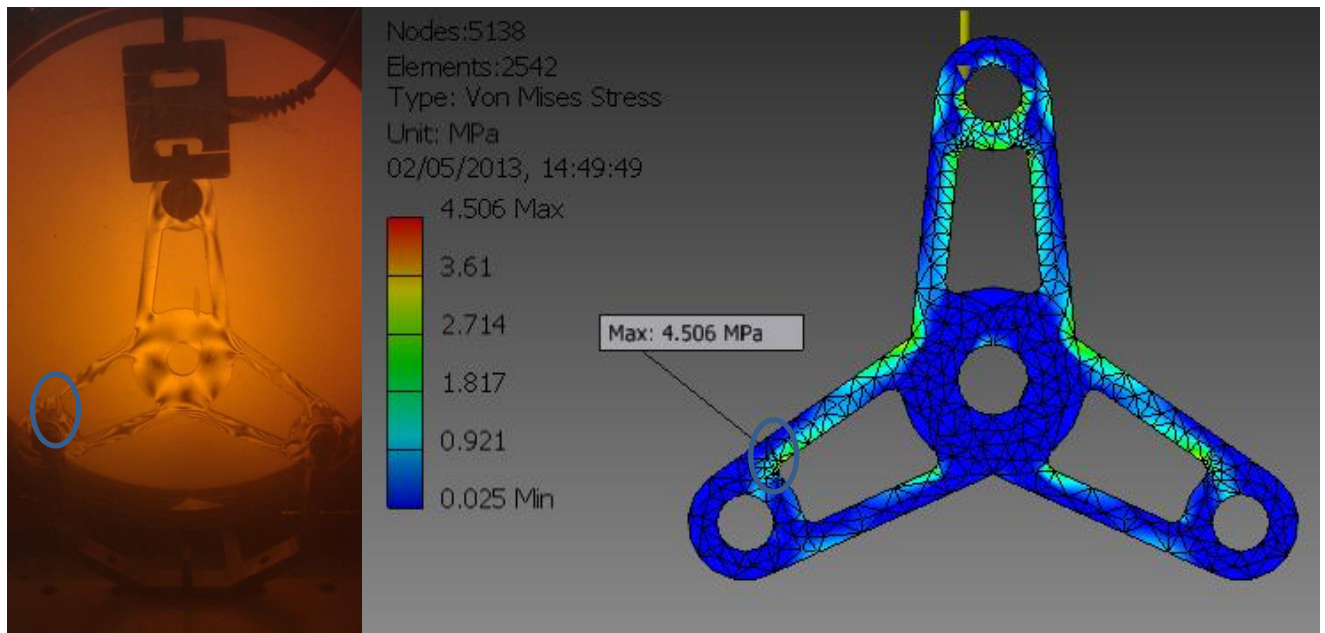 Nodes:5138
Elements:2542
Type: Von Mises Stress
Unit: MPa
02/05/2013, 14:49:49
4.506 Max
3.61
2.714
1.817
0.921
0.025 Min
Max: 4.506 MPa